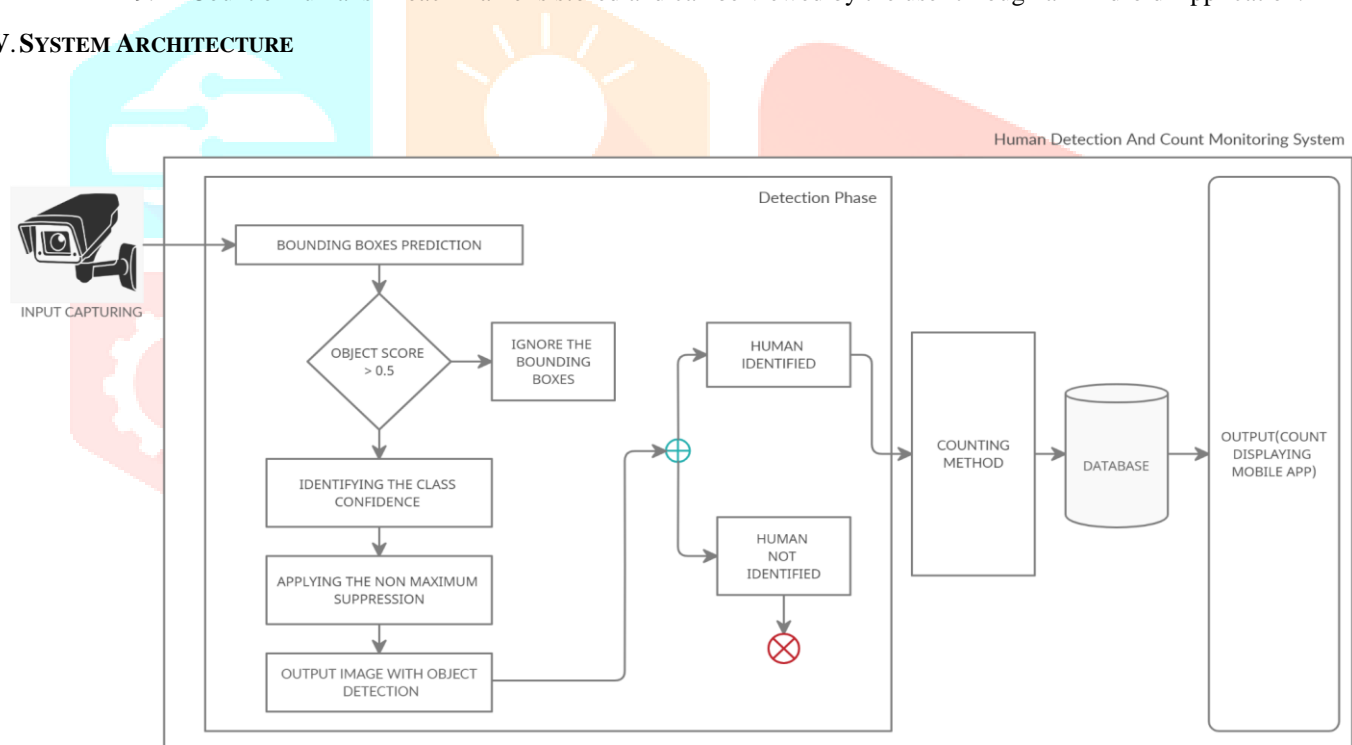 V. SYSTEM ARCHITECTURE
Human Detection And Count Monitoring System
Detection Phase
INPUT CAPTURING
BOUNDING BOXES PREDICTION
OBJECT SCORE
> 0.5
IGNORE THE
BOUNDING
BOXES
IDENTIFYING THE CLASS
CONFIDENCE
APPLYING THE NON MAXIMUM
SUPPRESSION
OUTPUT IMAGE WITH OBJECT
DETECTION
HUMAN
IDENTIFIED
HUMAN
NOT
IDENTIFIED
COUNTING
METHOD
DATABASE
OUTPUT(COUNT
DISPLAYING
MOBILE APP)